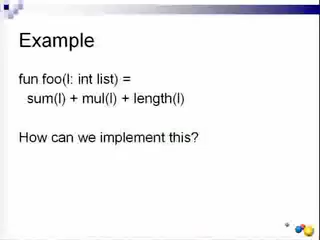 Example
fun foo(l: int list) =
sum(l) + mul(l) + length(l)
How can we implement this?